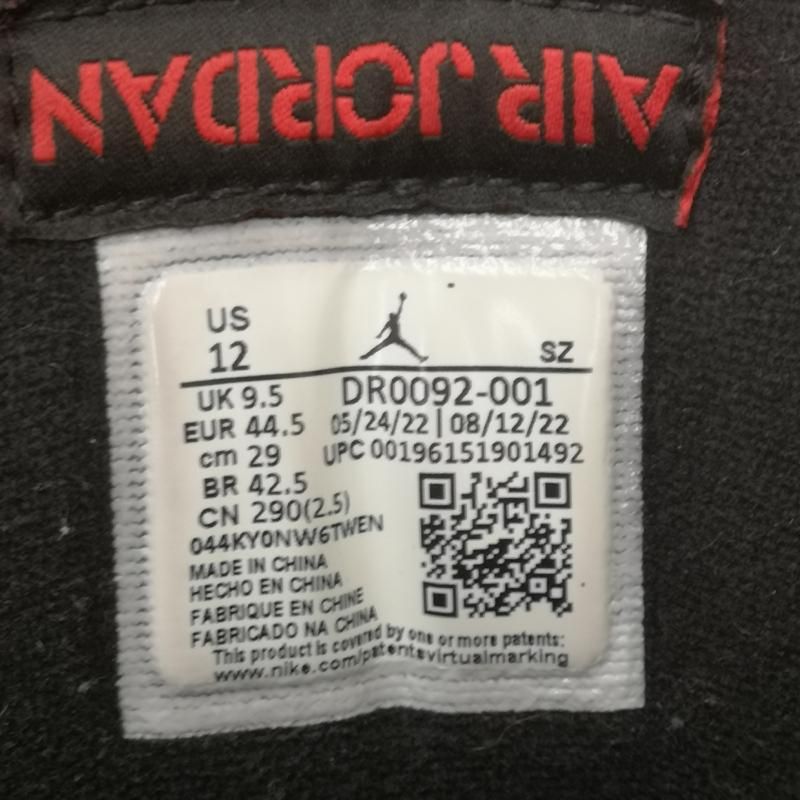 AIR JORDAN
US
12
SZ
UK 9.5
DR0092-001
EUR 44.5
05/24/22 | 08/12/22
cm 29
UPC 00196151901492
BR 42.5
CN 290(2.5)
044KY0NW6TWEN
MADE IN CHINA
HECHO EN CHINA
FABRIQUE EN CHINE
FABRICADO NA CHINA
This product is covered by one or more patents:
www.nike.com/patentsvirtualmarking